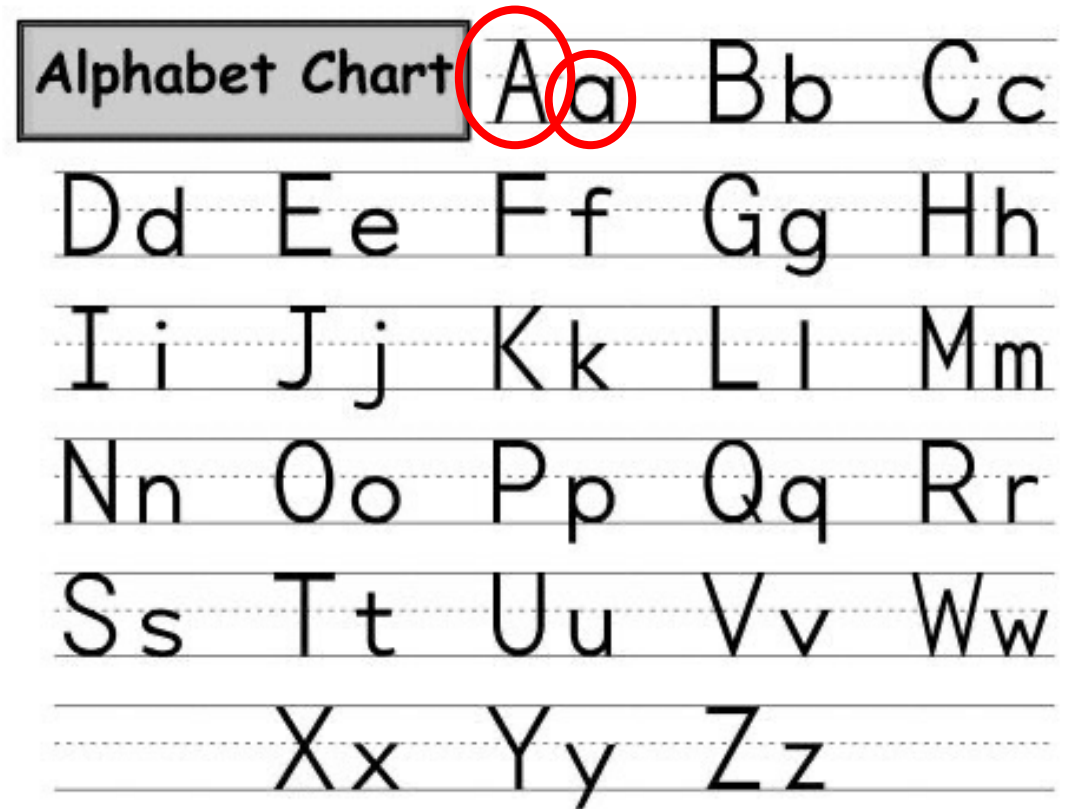 Alphabet Chart Aa Bb Cc
Dd Ee Ff Gg Hh
Ii Jj Kk Ll Mm
Nn Oo Pp Qq Rr
Ss Tt Uu Vv Ww
Xx Yy Zz